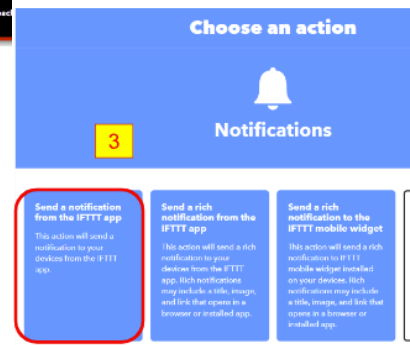 Choose an action
Notifications
3
Send a notification
from the IFTTT app
This action will send a
notification to your
devices from the IFTTT
app.
Send a rich
notification from the
IFTTT app
This action will send a rich
notification to your
devices from the IFTTT
app. Rich notifications
may include a title, image,
and link that opens in a
browser or installed app.
Send a rich
notification to the
IFTTT mobile widget
This action will send a rich
notification to IFTTT
mobile widget installed
on your devices. Rich
notifications may include
a title, image, and link that
opens in a browser or
installed app.